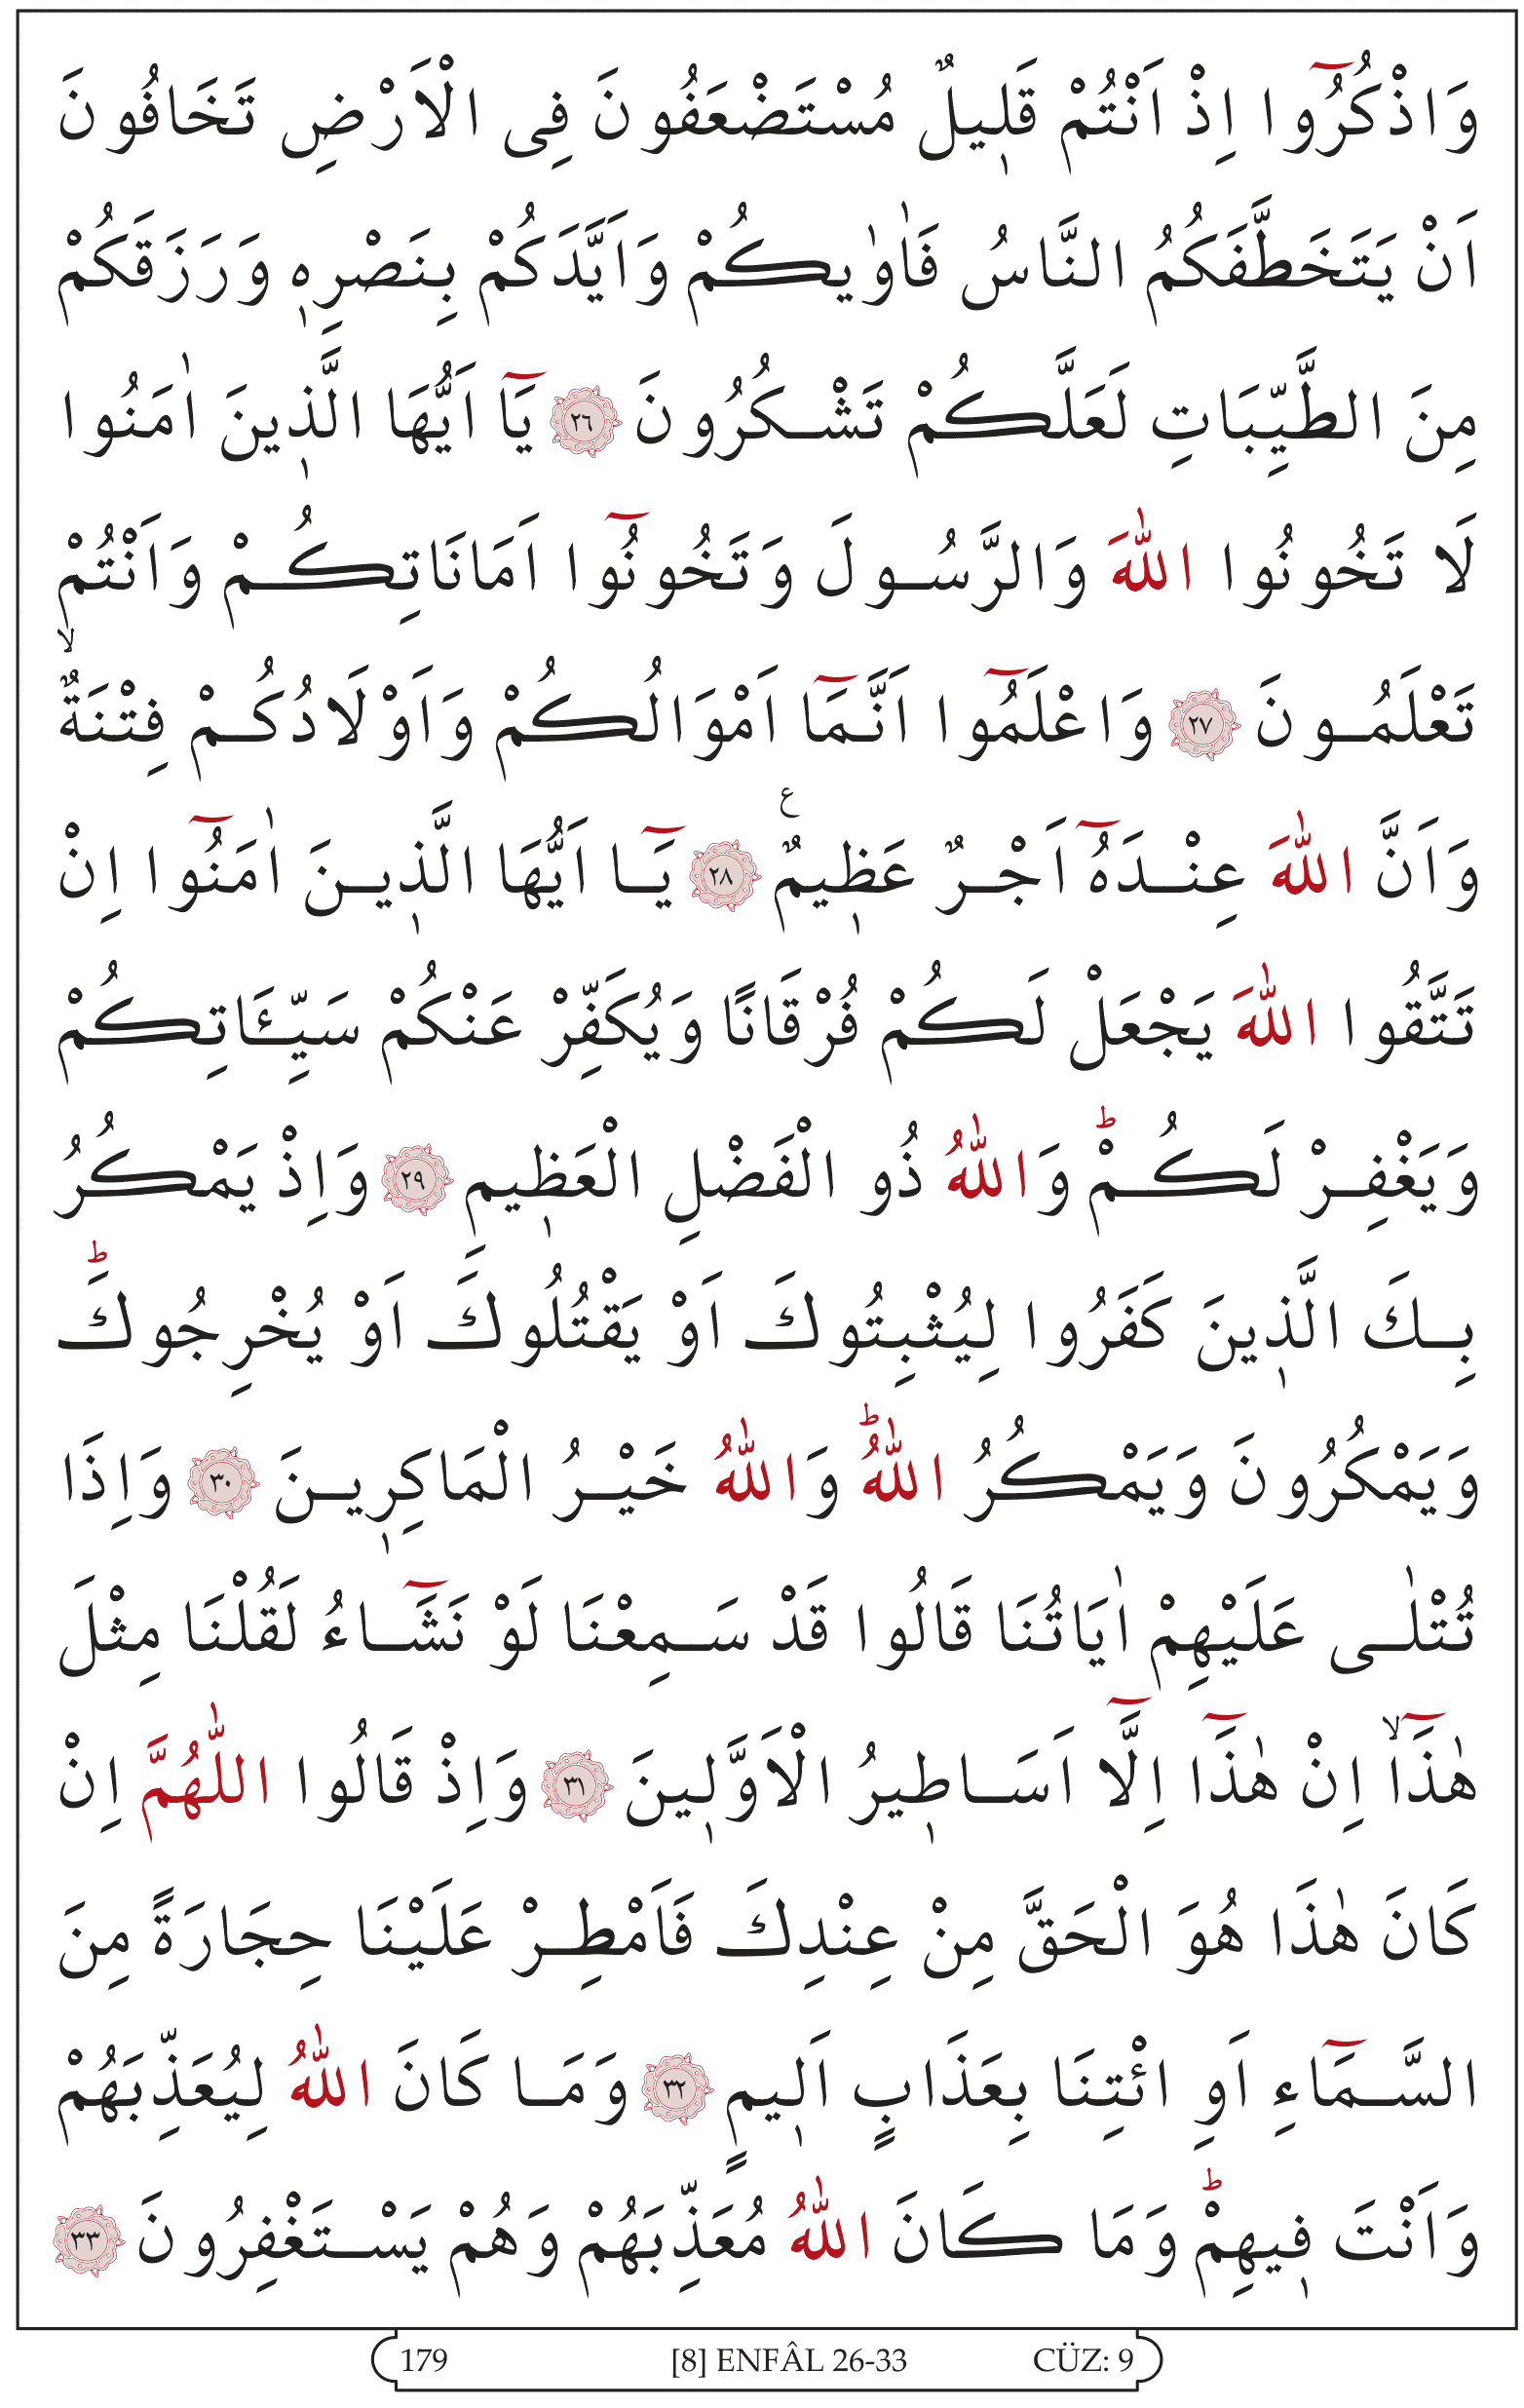 وَاذْكُرُٓوا اِذْ اَنْتُمْ قَلٖيلٌ مُسْتَضْعَفُونَ فِى الْاَرْضِ تَخَافُونَ
اَنْ يَتَخَطَّفَكُمُ النَّاسُ فَاٰوٰيكُمْ وَاَيَّدَكُمْ بِنَصْرِهٖ وَرَزَقَكُمْ
مِنَ الطَّيِّبَاتِ لَعَلَّكُمْ تَشْكُرُونَ ﴿٢٦﴾ يَٓا اَيُّهَا الَّذٖينَ اٰمَنُوا
لَا تَخُونُوا اللّٰهَ وَالرَّسُولَ وَتَخُونُٓوا اَمَانَاتِكُمْ وَاَنْتُمْ
تَعْلَمُونَ ﴿٢٧﴾ وَاعْلَمُٓوا اَنَّمَٓا اَمْوَالُكُمْ وَاَوْلَادُكُمْ فِتْنَةٌۙ
وَاَنَّ اللّٰهَ عِنْدَهُٓ اَجْرٌ عَظٖيمٌ ع ﴿٢٨﴾ يَٓا اَيُّهَا الَّذٖينَ اٰمَنُٓوا اِنْ
تَتَّقُوا اللّٰهَ يَجْعَلْ لَكُمْ فُرْقَانًا وَيُكَفِّرْ عَنْكُمْ سَيِّـَٔاتِكُمْ
وَيَغْفِرْ لَكُمْؕ وَاللّٰهُ ذُو الْفَضْلِ الْعَظٖيمِ ﴿٢٩﴾ وَاِذْ يَمْكُرُ
بِكَ الَّذٖينَ كَفَرُوا لِيُثْبِتُوكَ اَوْ يَقْتُلُوكَ اَوْ يُخْرِجُوكَؕ
وَيَمْكُرُونَ وَيَمْكُرُ اللّٰهُؕ وَاللّٰهُ خَيْرُ الْمَاكِرٖينَ ﴿٣٠﴾ وَاِذَا
تُتْلٰى عَلَيْهِمْ اٰيَاتُنَا قَالُوا قَدْ سَمِعْنَا لَوْ نَشَٓاءُ لَقُلْنَا مِثْلَ
هٰذَٓاۙ اِنْ هٰذَٓا اِلَّٓا اَسَاطٖيرُ الْاَوَّلٖينَ ﴿٣١﴾ وَاِذْ قَالُوا اللّٰهُمَّ اِنْ
كَانَ هٰذَا هُوَ الْحَقَّ مِنْ عِنْدِكَ فَاَمْطِرْ عَلَيْنَا حِجَارَةً مِنَ
السَّمَٓاءِ اَوِ ائْتِنَا بِعَذَابٍ اَلٖيمٍ ﴿٣٢﴾ وَمَا كَانَ اللّٰهُ لِيُعَذِّبَهُمْ
وَاَنْتَ فٖيهِمْؕ وَمَا كَانَ اللّٰهُ مُعَذِّبَهُمْ وَهُمْ يَسْتَغْفِرُونَ ﴿٣٣﴾
179 [8] ENFÂL 26-33 CÜZ: 9